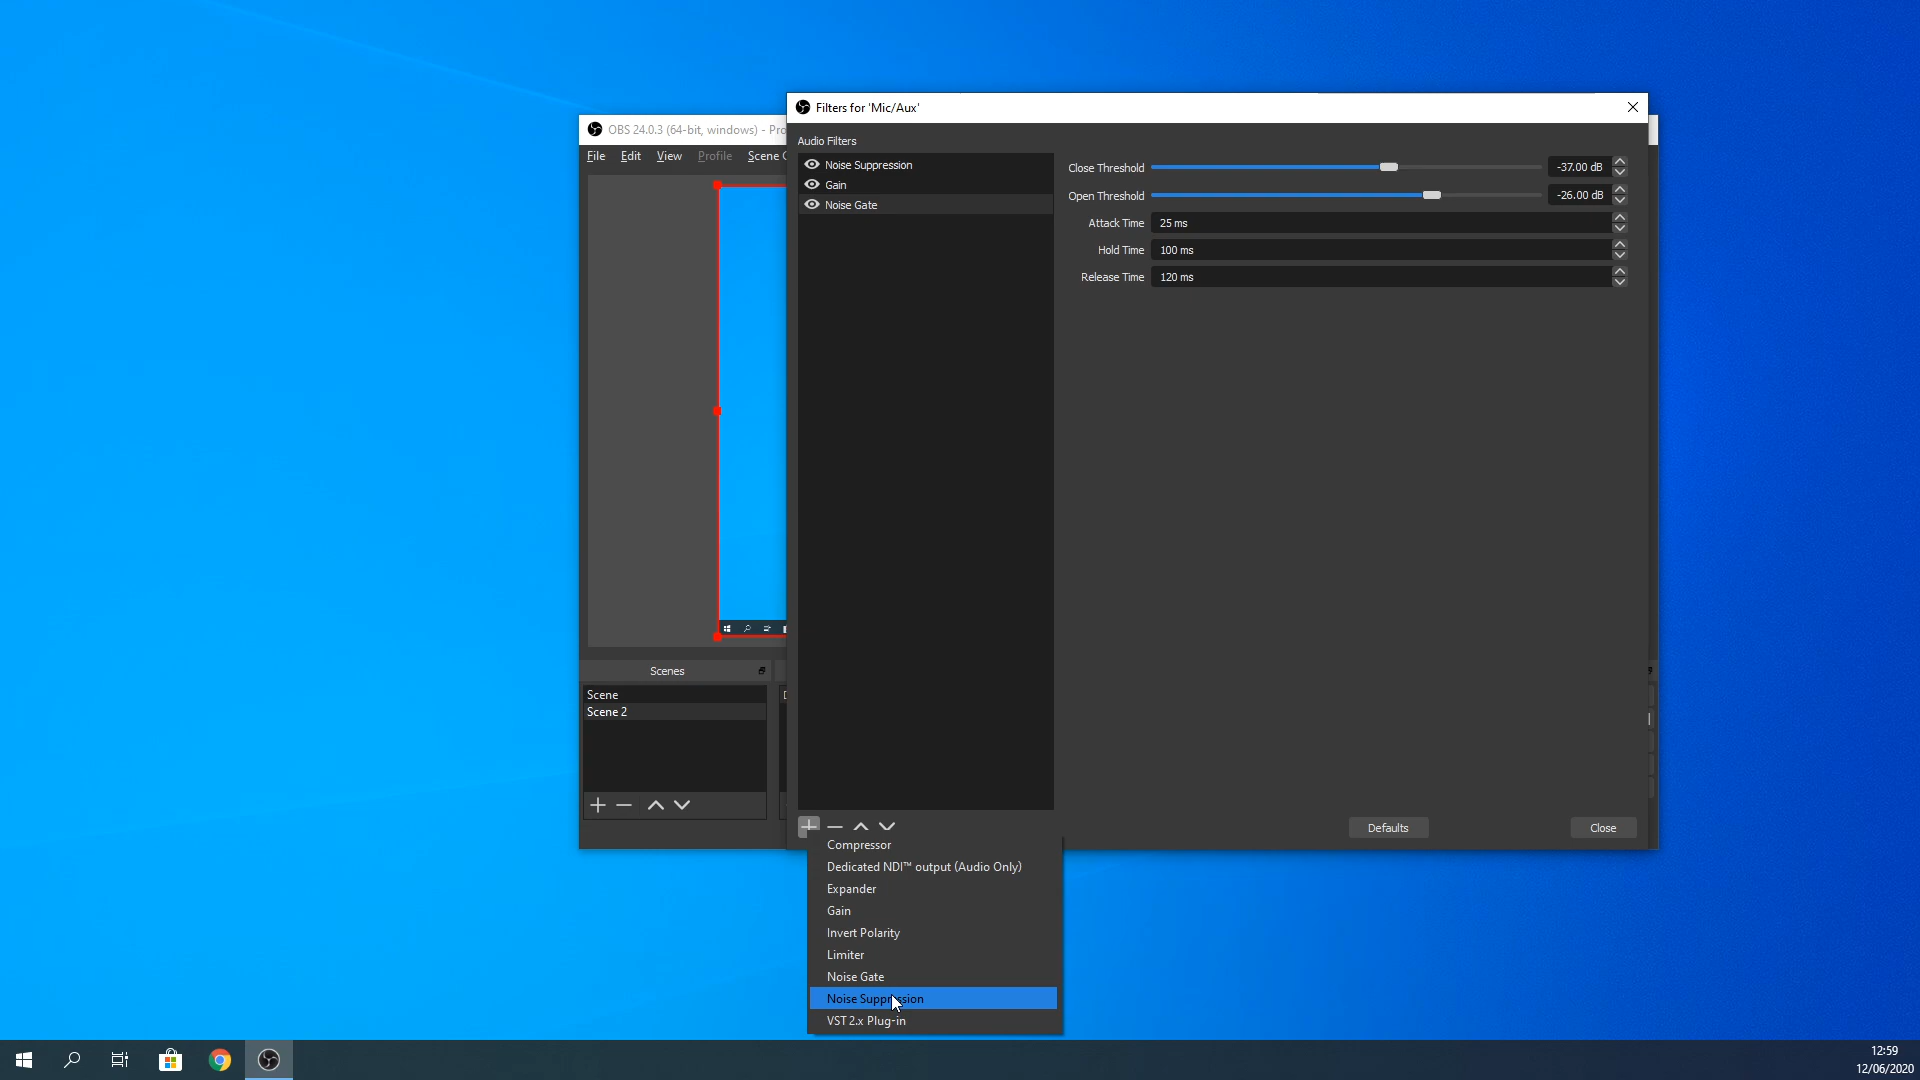 Filters for 'Mic/Aux'
OBS 24.0.3 (64-bit, windows) - Pro
File Edit View Profile Scene C
Audio Filters
Noise Suppression
Gain
Noise Gate
Close Threshold -37.00 dB
Open Threshold -26.00 dB
Attack Time 25 ms
Hold Time 100 ms
Release Time 120 ms
Scenes
Scene
Scene 2
Defaults
Close
Compressor
Dedicated NDI™ output (Audio Only)
Expander
Gain
Invert Polarity
Limiter
Noise Gate
Noise Suppression
VST 2.x Plug-in
12:59
12/06/2020